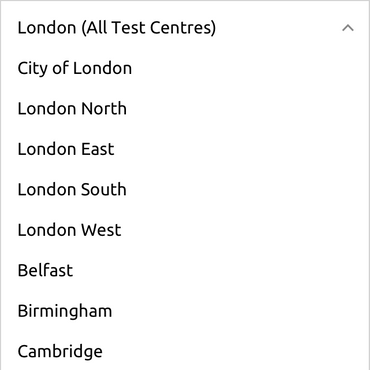 London (All Test Centres)
City of London
London North
London East
London South
London West
Belfast
Birmingham
Cambridge